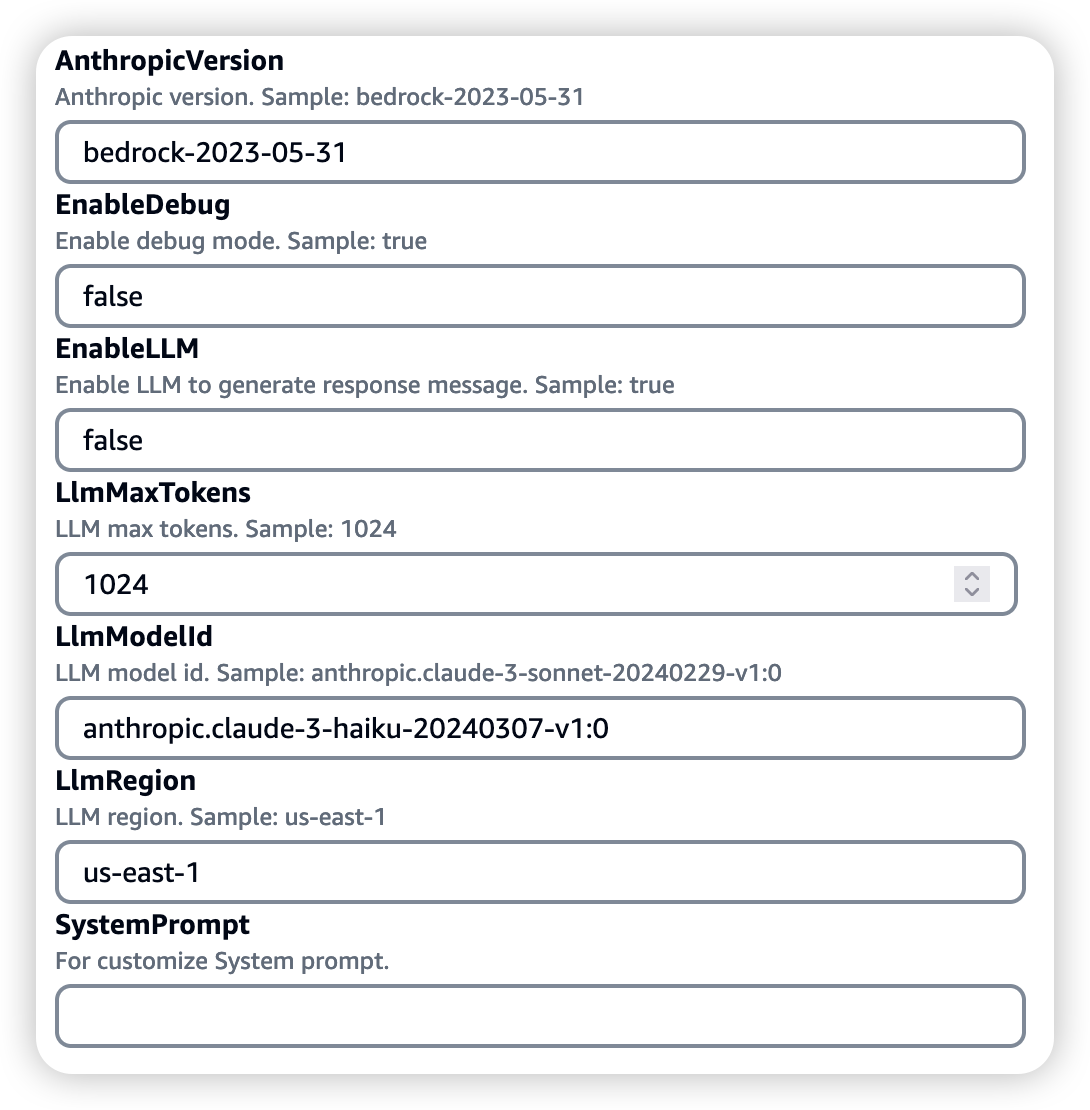 AnthropicVersion
Anthropic version. Sample: bedrock-2023-05-31
bedrock-2023-05-31
EnableDebug
Enable debug mode. Sample: true
false
EnableLLM
Enable LLM to generate response message. Sample: true
false
LlmMaxTokens
LLM max tokens. Sample: 1024
1024
LlmModelId
LLM model id. Sample: anthropic.claude-3-sonnet-20240229-v1:0
anthropic.claude-3-haiku-20240307-v1:0
LlmRegion
LLM region. Sample: us-east-1
us-east-1
SystemPrompt
For customize System prompt.